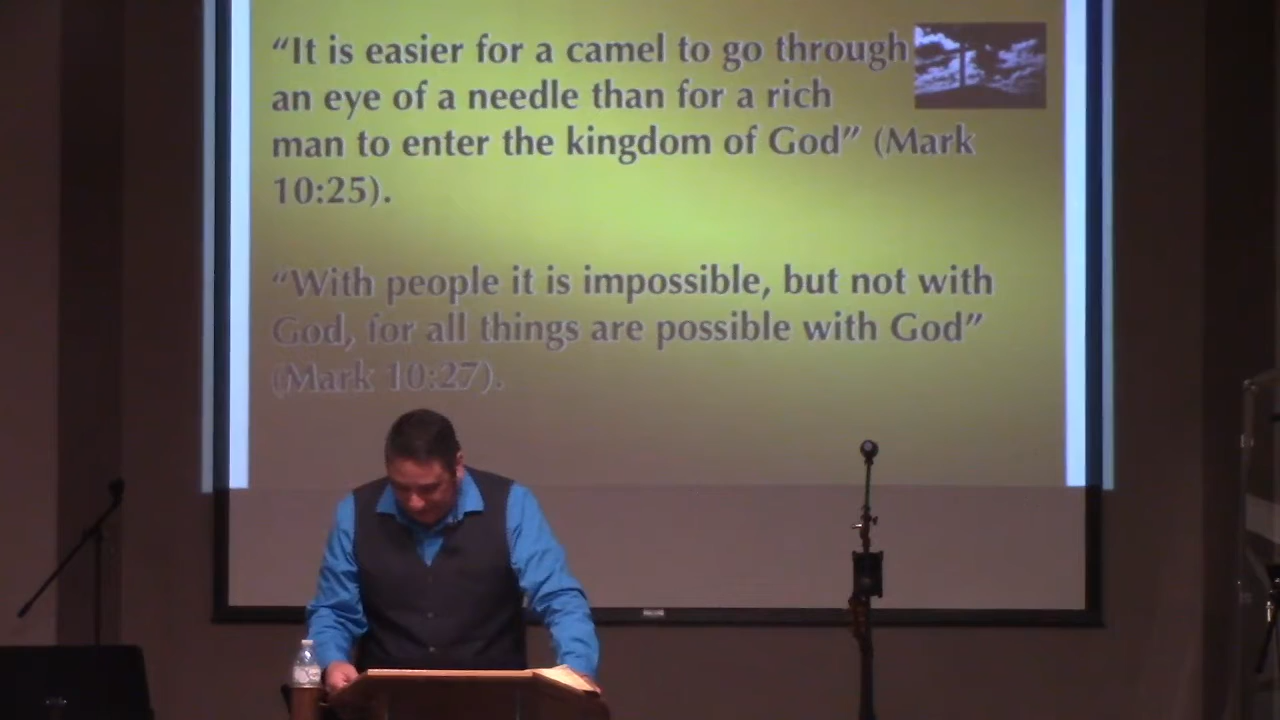 “It is easier for a camel to go through
an eye of a needle than for a rich
man to enter the kingdom of God” (Mark
10:25).
“With people it is impossible, but not with
God, for all things are possible with God”
(Mark 10:27).